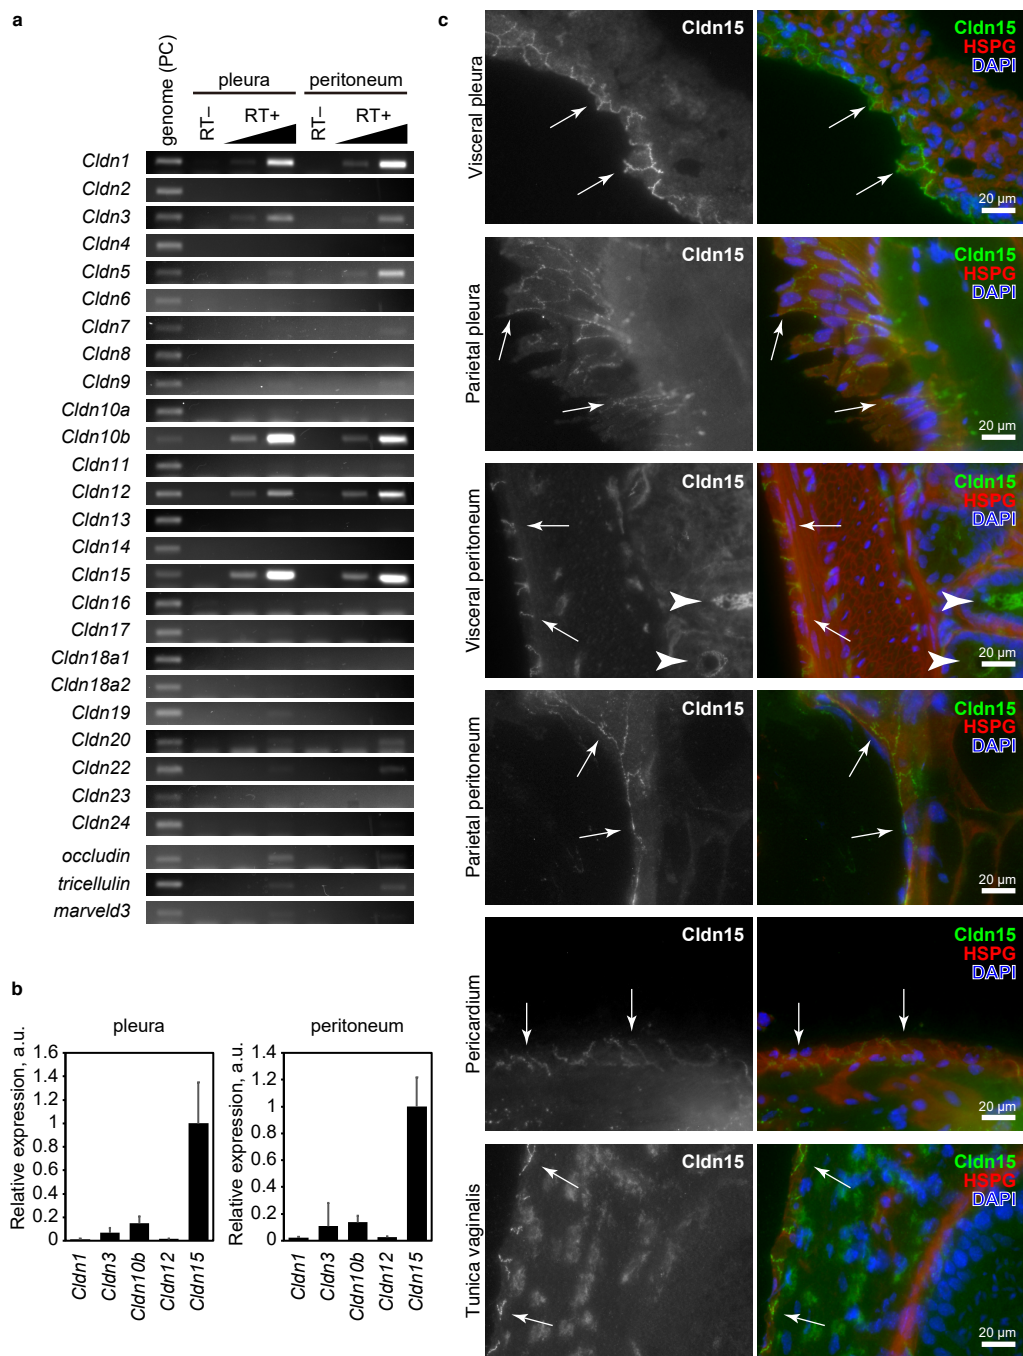 a
genome (PC)
pleura
peritoneum
RT–
RT+
RT–
RT+
Cldn1
Cldn2
Cldn3
Cldn4
Cldn5
Cldn6
Cldn7
Cldn8
Cldn9
Cldn10a
Cldn10b
Cldn11
Cldn12
Cldn13
Cldn14
Cldn15
Cldn16
Cldn17
Cldn18a1
Cldn18a2
Cldn19
Cldn20
Cldn22
Cldn23
Cldn24
occludin
tricellulin
marveld3
b
pleura
Relative expression, a.u.
1.6
1.4
1.2
1
0.8
0.6
0.4
0.2
0
Cldn1
Cldn3
Cldn10b
Cldn12
Cldn15
peritoneum
Relative expression, a.u.
1.4
1.2
1
0.8
0.6
0.4
0.2
0
Cldn1
Cldn3
Cldn10b
Cldn12
Cldn15
c
Visceral pleura
Cldn15
Cldn15
HSPG
DAPI
20 µm
Parietal pleura
Cldn15
Cldn15
HSPG
DAPI
20 µm
Visceral peritoneum
Cldn15
Cldn15
HSPG
DAPI
20 µm
Parietal peritoneum
Cldn15
Cldn15
HSPG
DAPI
20 µm
Pericardium
Cldn15
Cldn15
HSPG
DAPI
20 µm
Tunica vaginalis
Cldn15
Cldn15
HSPG
DAPI
20 µm